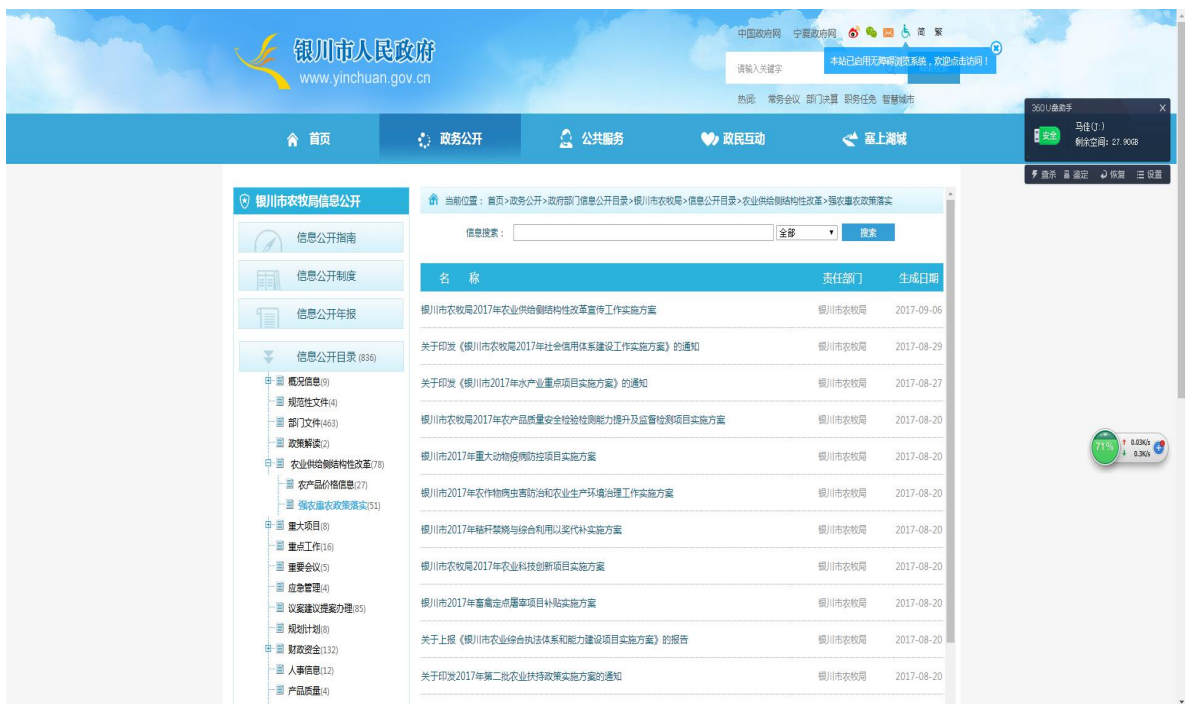 中国政府网 宁夏政府网 简 繁
银川市人民政府
www.yinchuan.gov.cn
请输入关键字
本站已启用无障碍浏览系统，欢迎点击访问！
热词: 常务会议 部门决算 职务任免 智慧城市
360U盘助手 X
安全
马佳(J:)
剩余空间: 27.90GB
查杀 鉴定 恢复 设置
首页 政务公开 公共服务 政民互动 塞上湖城
银川市农牧局信息公开
信息公开指南
信息公开制度
信息公开年报
信息公开目录 (836)
概况信息(9)
规范性文件(4)
部门文件(463)
政策解读(2)
农业供给侧结构性改革(78)
农产品价格信息(27)
强农惠农政策落实(51)
重大项目(8)
重点工作(16)
重要会议(5)
应急管理(4)
议案建议提案办理(85)
规划计划(8)
财政资金(132)
人事信息(12)
产品质量(4)
当前位置：首页>政务公开>政府部门信息公开目录>银川市农牧局>信息公开目录>农业供给侧结构性改革>强农惠农政策落实
信息搜索： 全部 搜索
名 称 责任部门 生成日期
银川市农牧局2017年农业供给侧结构性改革宣传工作实施方案 银川市农牧局 2017-09-06
关于印发《银川市农牧局2017年社会信用体系建设工作实施方案》的通知 银川市农牧局 2017-08-29
关于印发《银川市2017年水产业重点项目实施方案》的通知 银川市农牧局 2017-08-27
银川市农牧局2017年农产品质量安全检验检测能力提升及监督检测项目实施方案 银川市农牧局 2017-08-20
银川市2017年重大动物疫病防控项目实施方案 银川市农牧局 2017-08-20
银川市2017年农作物病虫害防治和农业生产环境治理工作实施方案 银川市农牧局 2017-08-20
银川市2017年秸秆禁烧与综合利用以奖代补实施方案 银川市农牧局 2017-08-20
银川市农牧局2017年农业科技创新项目实施方案 银川市农牧局 2017-08-20
银川市2017年畜禽定点屠宰项目补贴实施方案 银川市农牧局 2017-08-20
关于上报《银川市农业综合执法体系和能力建设项目实施方案》的报告 银川市农牧局 2017-08-20
关于印发2017年第二批农业扶持政策实施方案的通知 银川市农牧局 2017-08-20
71% 0.03K/s
0.3K/s